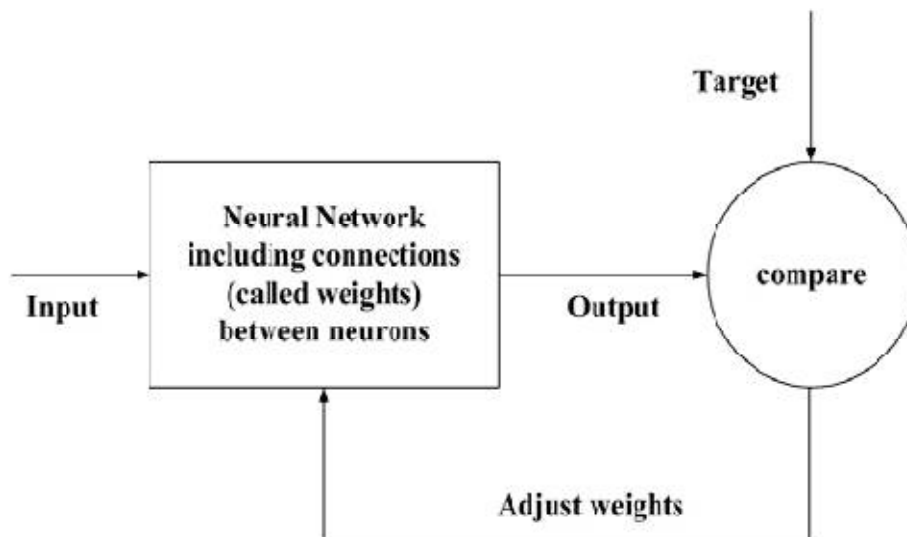 Target
Neural Network
including connections
(called weights)
between neurons
compare
Input
Output
Adjust weights